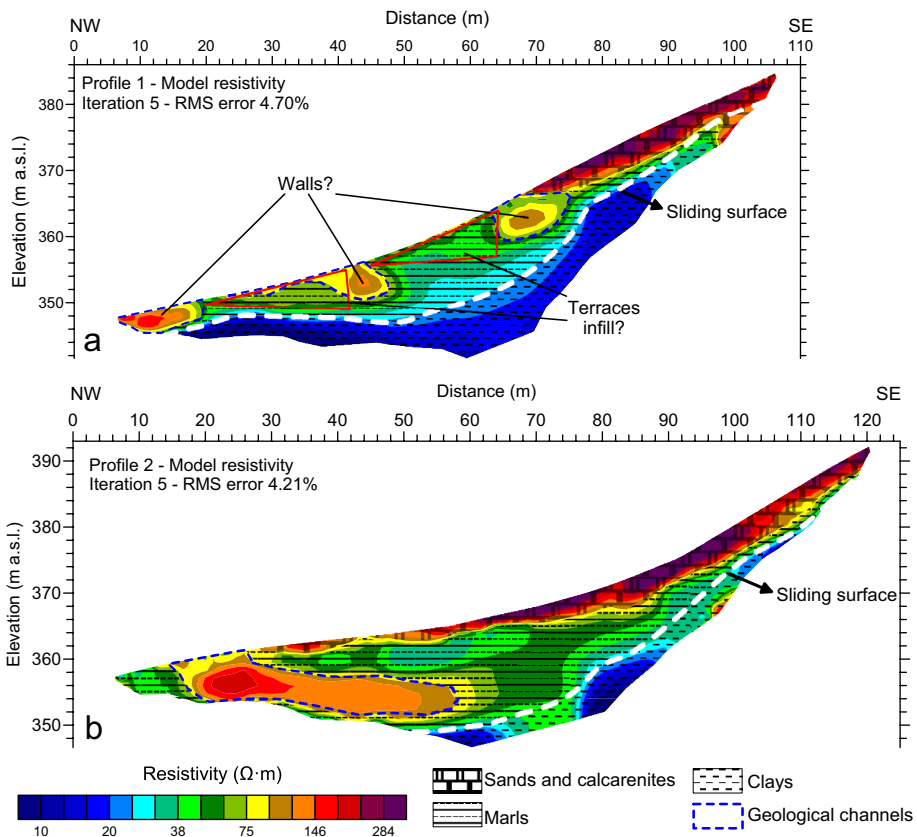 Distance (m)
NW SE
0 10 20 30 40 50 60 70 80 90 100 110
Profile 1 - Model resistivity
Iteration 5 - RMS error 4.70%
Elevation (m a.s.l.)
380
370
360
350
Walls?
Sliding surface
Terraces
infill?
a
NW Distance (m) SE
0 10 20 30 40 50 60 70 80 90 100 110 120
Profile 2 - Model resistivity
Iteration 5 - RMS error 4.21%
Elevation (m a.s.l.)
390
380
370
360
350
Sliding surface
b
Resistivity (Ω·m)
10 20 38 75 146 284
Sands and calcarenites
Marls
Clays
Geological channels